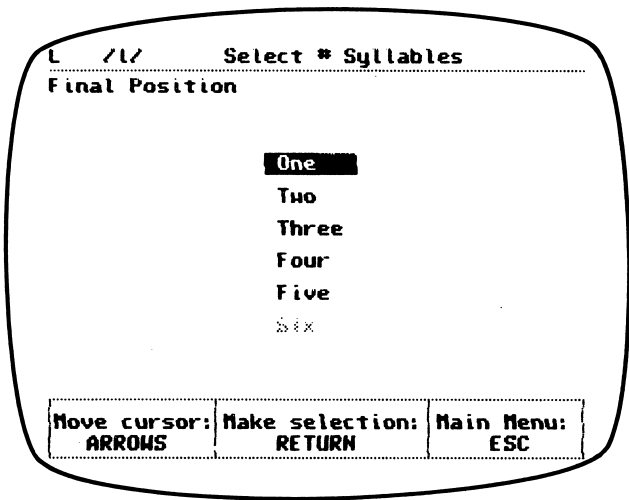 L /l/ Select # Syllables
Final Position
One
Two
Three
Four
Five
Six
Move cursor: Make selection: Main Menu:
ARROWS RETURN ESC